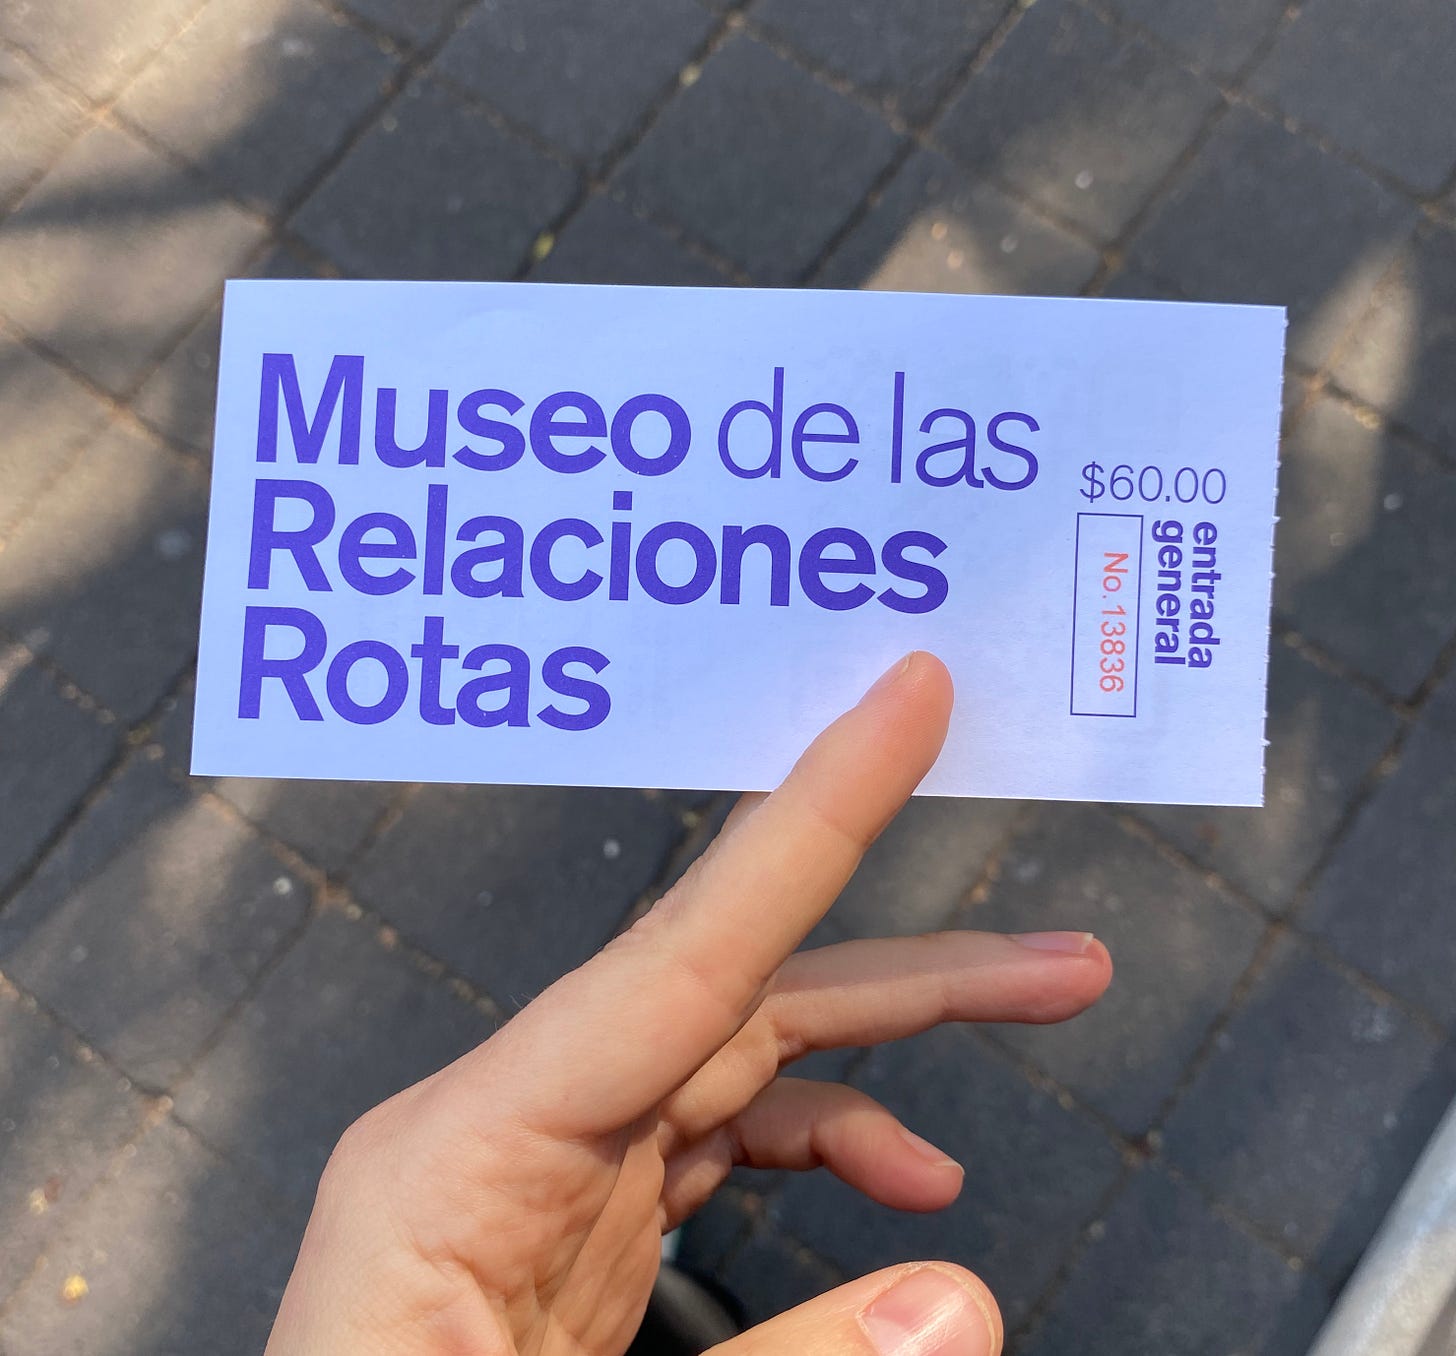 Museo de las
Relaciones
Rotas
$60.00
entrada
general
No.13836